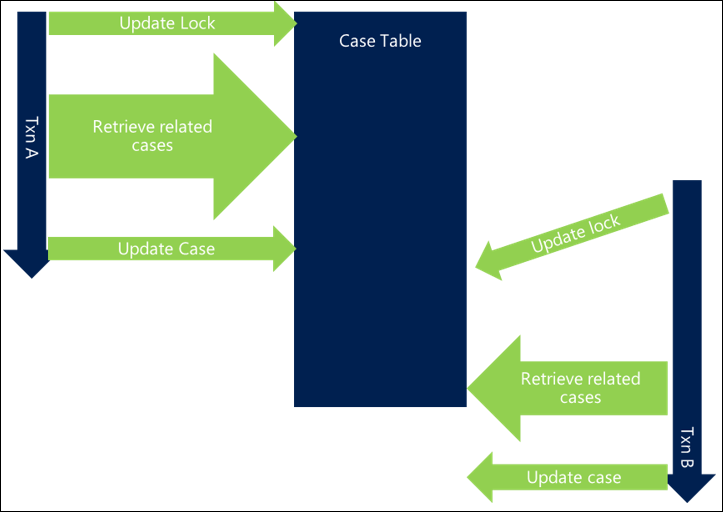 Update Lock
Case Table
Txn A
Retrieve related
cases
Update Case
Update lock
Retrieve related
cases
Txn B
Update case